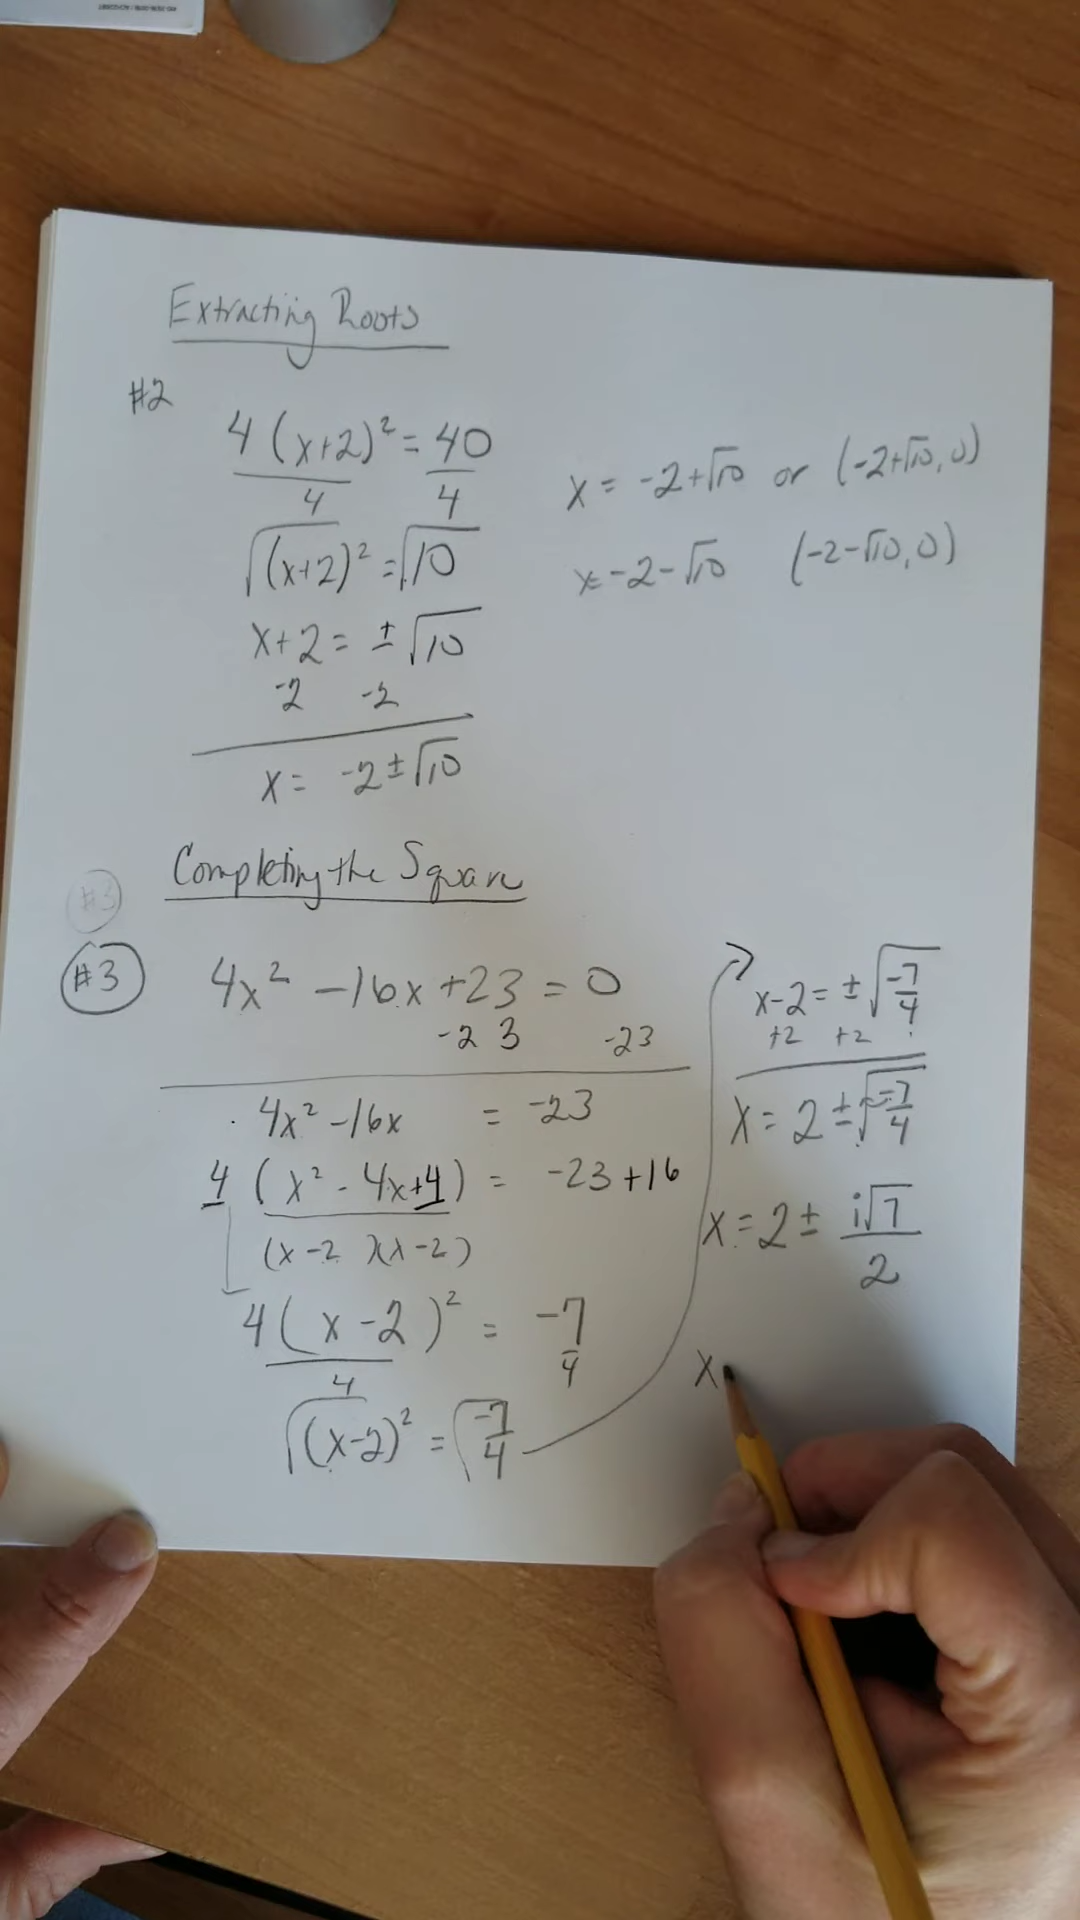 Extracting Roots
#2
4 (x+2)² = 40
4 4
√(x+2)² = √10
x+2 = ± √10
-2 -2
x = -2 ± √10
x = -2+√10 or (-2+√10, 0)
x = -2-√10 (-2-√10, 0)
Completing the Square
#3
#3
4x² - 16x + 23 = 0
-23 -23
4x² - 16x = -23
4 (x² - 4x + 4) = -23 + 16
(x - 2)(x - 2)
4 (x - 2)² = -7
4 4
√(x-2)² = √-7/4
x-2 = ± √-7/4
+2 +2
x = 2 ± √-7/4
x = 2 ± i√7/2
x